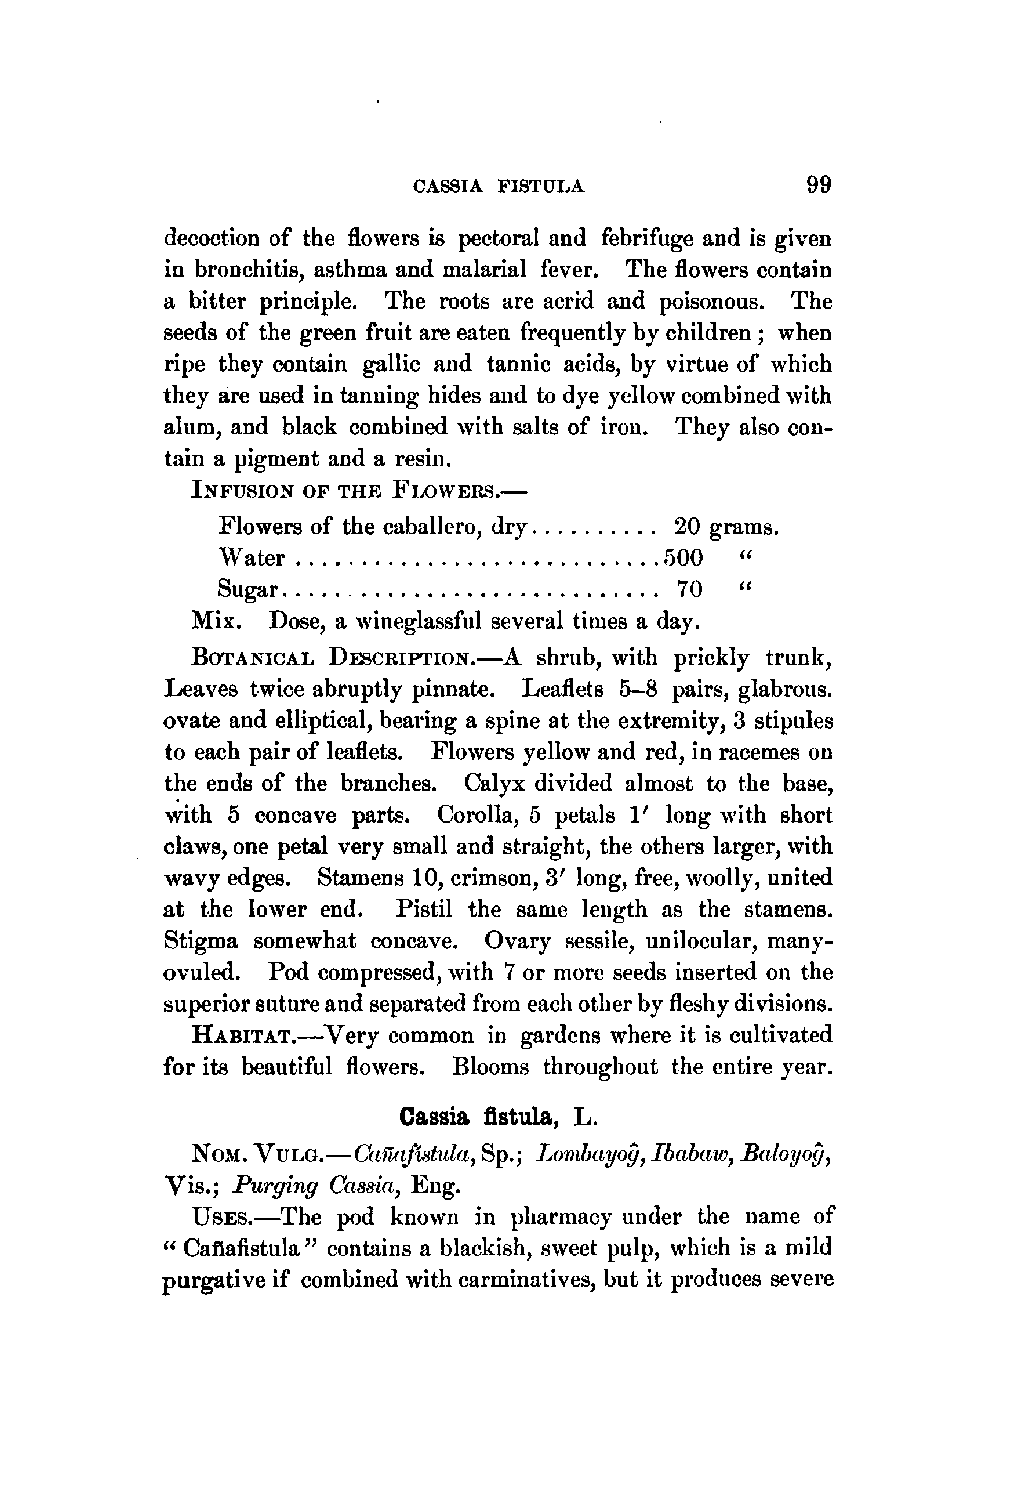 CASSIA FISTULA 99
decoction of the flowers is pectoral and febrifuge and is given
in bronchitis, asthma and malarial fever. The flowers contain
a bitter principle. The roots are acrid and poisonous. The
seeds of the green fruit are eaten frequently by children; when
ripe they contain gallic and tannic acids, by virtue of which
they are used in tanning hides and to dye yellow combined with
alum, and black combined with salts of iron. They also con-
tain a pigment and a resin.
INFUSION OF THE FLOWERS.—
Flowers of the caballero, dry.......... 20 grams.
Water ............................500 “
Sugar............................. 70 “
Mix. Dose, a wineglassful several times a day.
BOTANICAL DESCRIPTION.—A shrub, with prickly trunk,
Leaves twice abruptly pinnate. Leaflets 5–8 pairs, glabrous.
ovate and elliptical, bearing a spine at the extremity, 3 stipules
to each pair of leaflets. Flowers yellow and red, in racemes on
the ends of the branches. Calyx divided almost to the base,
with 5 concave parts. Corolla, 5 petals 1′ long with short
claws, one petal very small and straight, the others larger, with
wavy edges. Stamens 10, crimson, 3′ long, free, woolly, united
at the lower end. Pistil the same length as the stamens.
Stigma somewhat concave. Ovary sessile, unilocular, many-
ovuled. Pod compressed, with 7 or more seeds inserted on the
superior suture and separated from each other by fleshy divisions.
HABITAT.—Very common in gardens where it is cultivated
for its beautiful flowers. Blooms throughout the entire year.
Cassia fistula, L.
NOM. VULG.—Cañafistula, Sp.; Lombayog̃, Ibabaw, Baloyog̃,
Vis.; Purging Cassia, Eng.
USES.—The pod known in pharmacy under the name of
“Cañafistula” contains a blackish, sweet pulp, which is a mild
purgative if combined with carminatives, but it produces severe